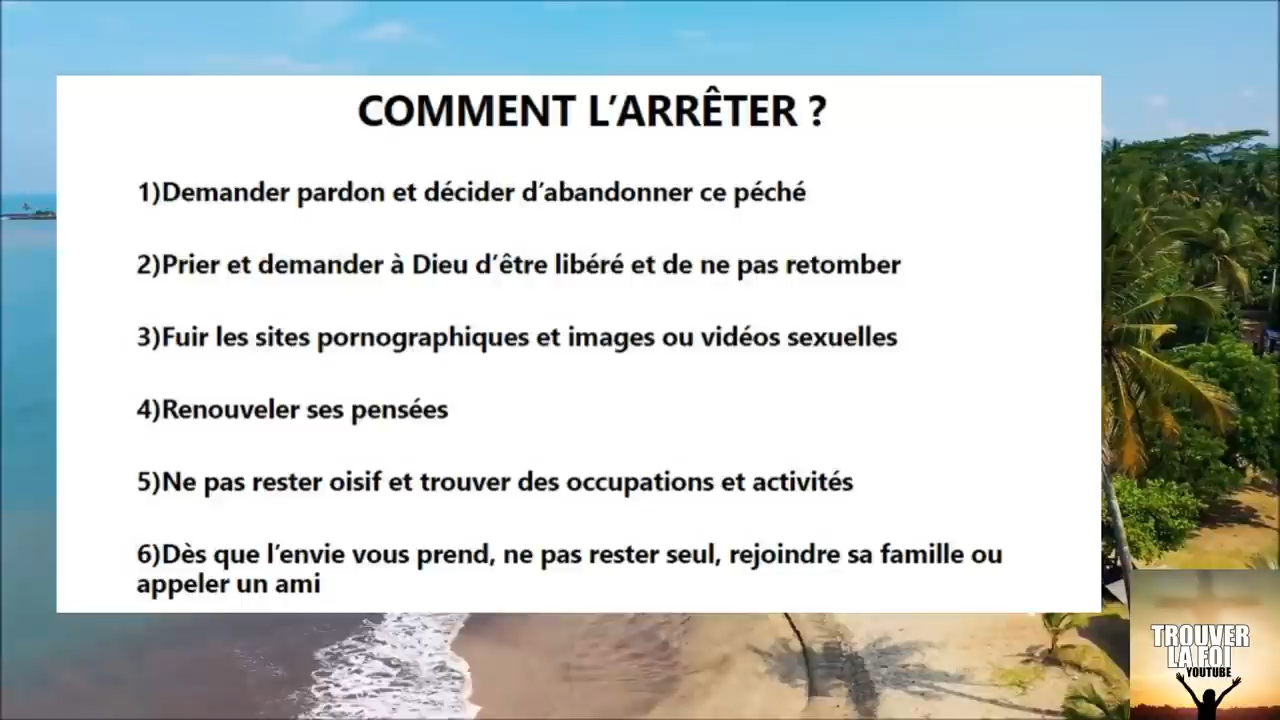 COMMENT L'ARRÊTER ?
1)Demander pardon et décider d'abandonner ce péché
2)Prier et demander à Dieu d'être libéré et de ne pas retomber
3)Fuir les sites pornographiques et images ou vidéos sexuelles
4)Renouveler ses pensées
5)Ne pas rester oisif et trouver des occupations et activités
6)Dès que l'envie vous prend, ne pas rester seul, rejoindre sa famille ou
appeler un ami
TROUVER
LA FOI
YOUTUBE